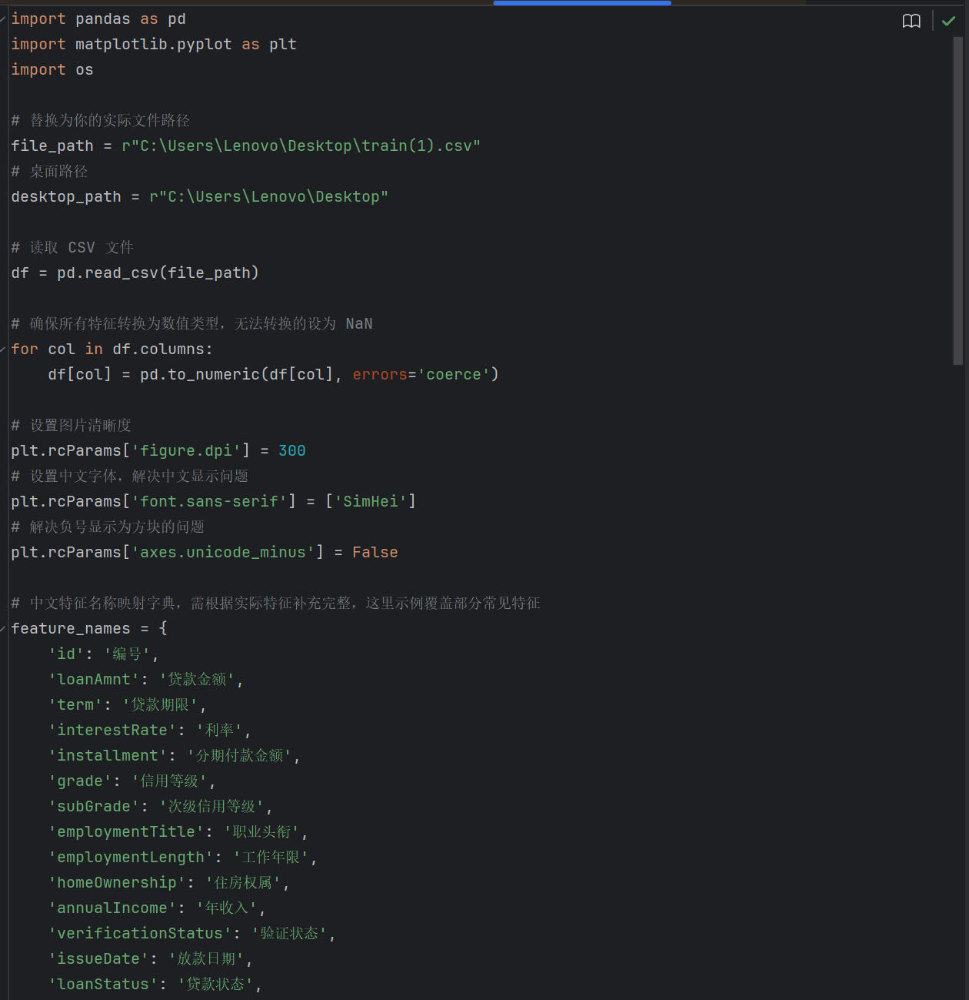 import pandas as pd
import matplotlib.pyplot as plt
import os
# 替换为你的实际文件路径
file_path = r"C:\Users\Lenovo\Desktop\train(1).csv"
# 桌面路径
desktop_path = r"C:\Users\Lenovo\Desktop"
# 读取 CSV 文件
df = pd.read_csv(file_path)
# 确保所有特征转换为数值类型，无法转换的设为 NaN
for col in df.columns:
    df[col] = pd.to_numeric(df[col], errors='coerce')
# 设置图片清晰度
plt.rcParams['figure.dpi'] = 300
# 设置中文字体，解决中文显示问题
plt.rcParams['font.sans-serif'] = ['SimHei']
# 解决负号显示为方块的问题
plt.rcParams['axes.unicode_minus'] = False
# 中文特征名称映射字典，需根据实际特征补充完整，这里示例覆盖部分常见特征
feature_names = {
    'id': '编号',
    'loanAmnt': '贷款金额',
    'term': '贷款期限',
    'interestRate': '利率',
    'installment': '分期付款金额',
    'grade': '信用等级',
    'subGrade': '次级信用等级',
    'employmentTitle': '职业头衔',
    'employmentLength': '工作年限',
    'homeOwnership': '住房权属',
    'annualIncome': '年收入',
    'verificationStatus': '验证状态',
    'issueDate': '放款日期',
    'loanStatus': '贷款状态',